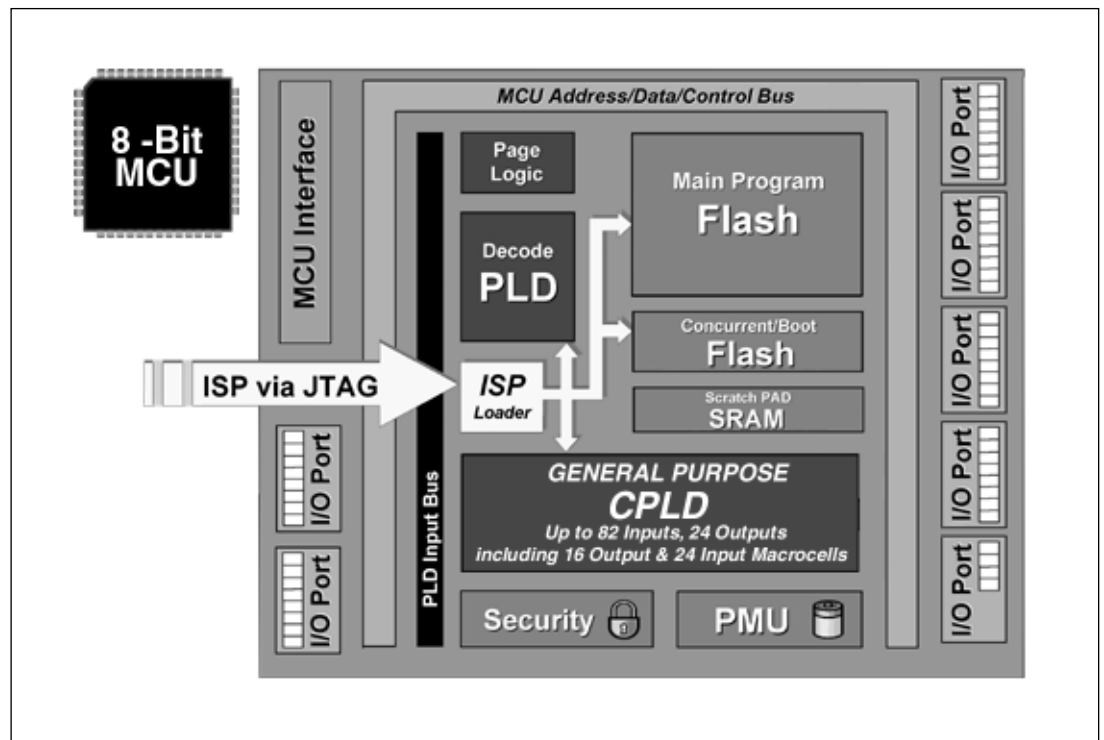 8 -Bit
MCU
MCU Interface
MCU Address/Data/Control Bus
Page
Logic
Decode
PLD
Main Program
Flash
Concurrent/Boot
Flash
Scratch PAD
SRAM
ISP via JTAG
ISP
Loader
PLD Input Bus
GENERAL PURPOSE
CPLD
Up to 82 Inputs, 24 Outputs
including 16 Output & 24 Input Macrocells
Security
PMU
I/O Port
I/O Port
I/O Port
I/O Port
I/O Port
I/O Port
I/O Port